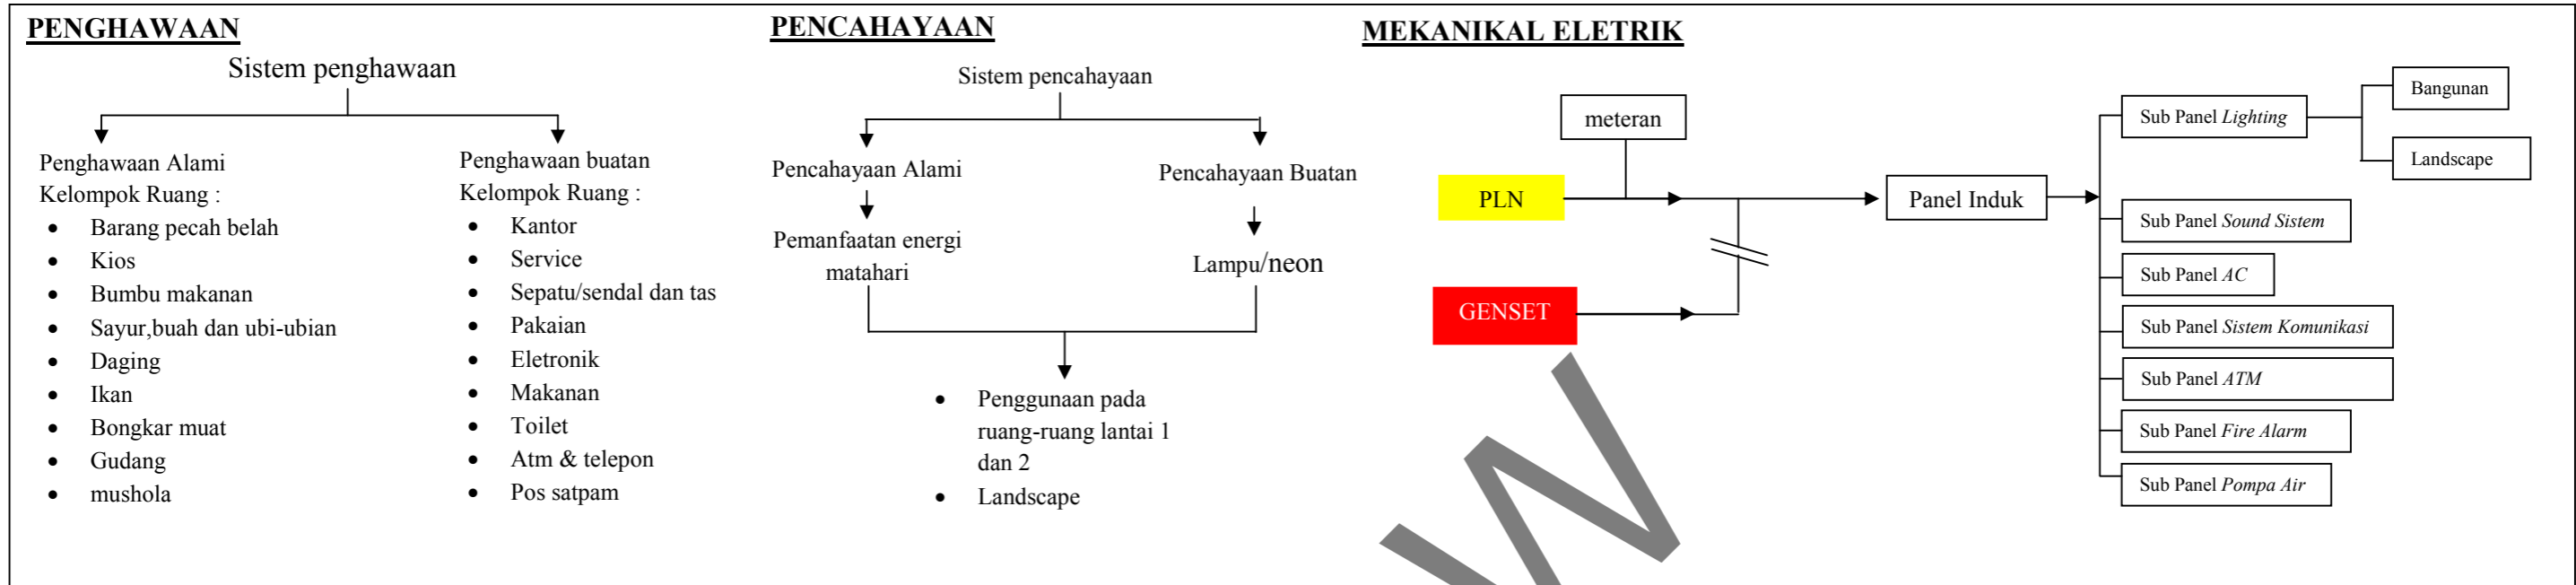 PENGHAWAAN
Sistem penghawaan
Penghawaan Alami
Kelompok Ruang :
• Barang pecah belah
• Kios
• Bumbu makanan
• Sayur,buah dan ubi-ubian
• Daging
• Ikan
• Bongkar muat
• Gudang
• mushola
Penghawaan buatan
Kelompok Ruang :
• Kantor
• Service
• Sepatu/sendal dan tas
• Pakaian
• Eletronik
• Makanan
• Toilet
• Atm & telepon
• Pos satpam
PENCAHAYAAN
Sistem pencahayaan
Pencahayaan Alami
Pemanfaatan energi
matahari
Pencahayaan Buatan
Lampu/neon
• Penggunaan pada
ruang-ruang lantai 1
dan 2
• Landscape
MEKANIKAL ELETRIK
meteran
PLN
GENSET
Panel Induk
Sub Panel Lighting
Bangunan
Landscape
Sub Panel Sound Sistem
Sub Panel AC
Sub Panel Sistem Komunikasi
Sub Panel ATM
Sub Panel Fire Alarm
Sub Panel Pompa Air